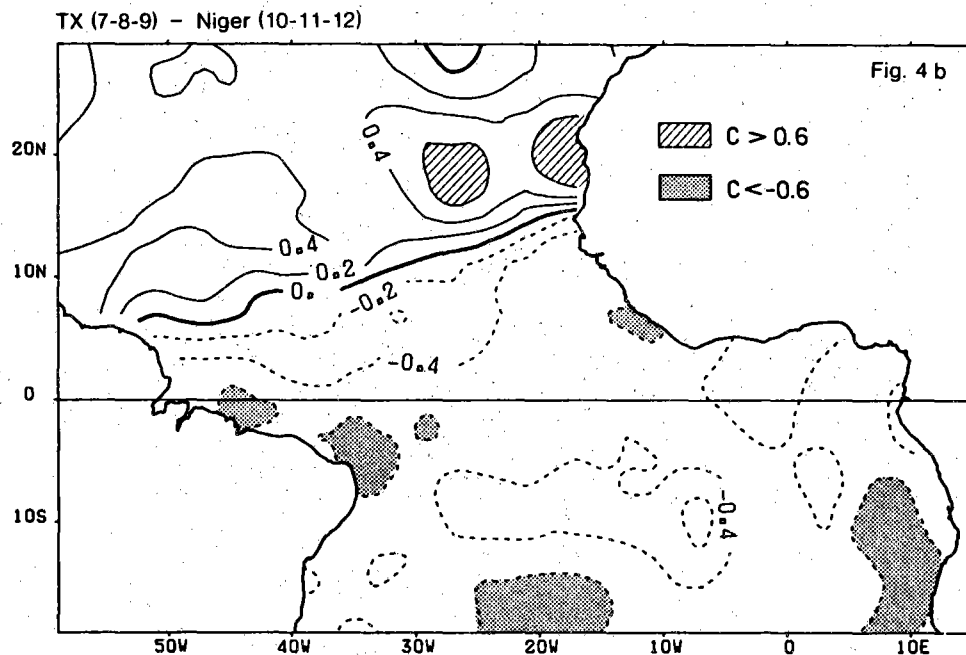 TX (7-8-9) – Niger (10-11-12)
Fig. 4 b
0.4
C > 0.6
C < -0.6
20N
0.4
0.2
10N
0.
-0.2
-0.4
0
-0.4
10S
50W 40W 30W 20W 10W 0 10E